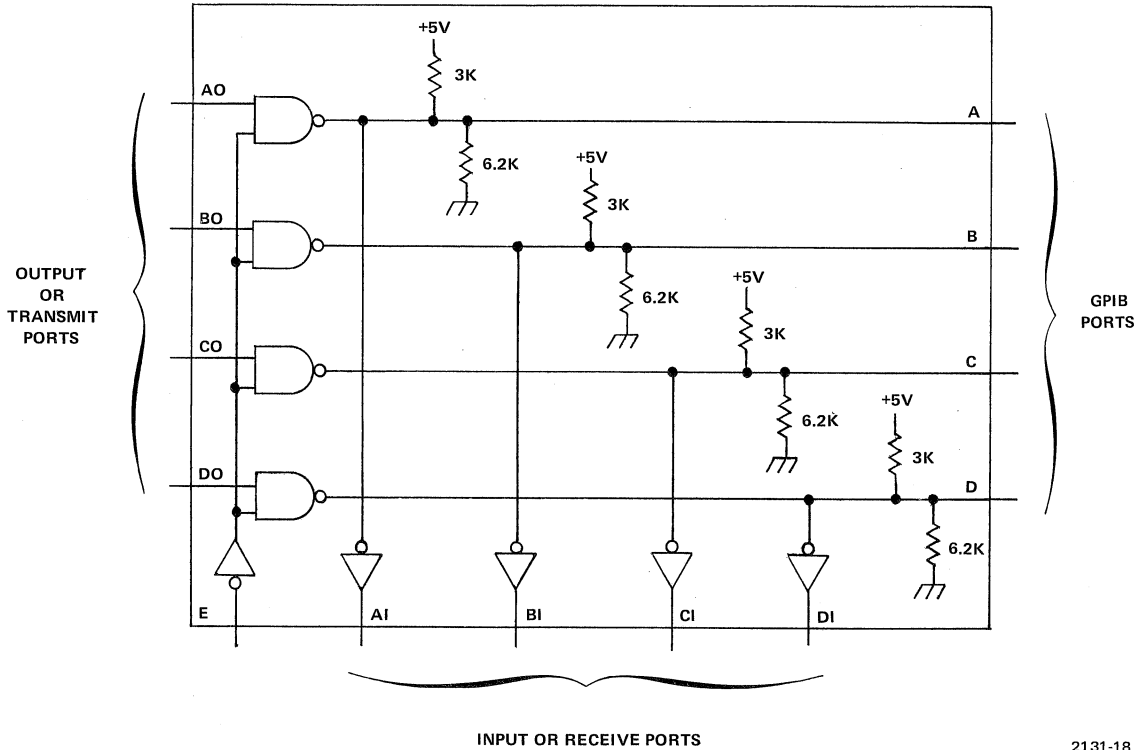 +5V
3K
AO
A
6.2K
+5V
3K
BO
B
6.2K
OUTPUT
OR
TRANSMIT
PORTS
GPIB
PORTS
+5V
3K
CO
C
6.2K
+5V
3K
DO
D
6.2K
E
AI
BI
CI
DI
INPUT OR RECEIVE PORTS
2131-18